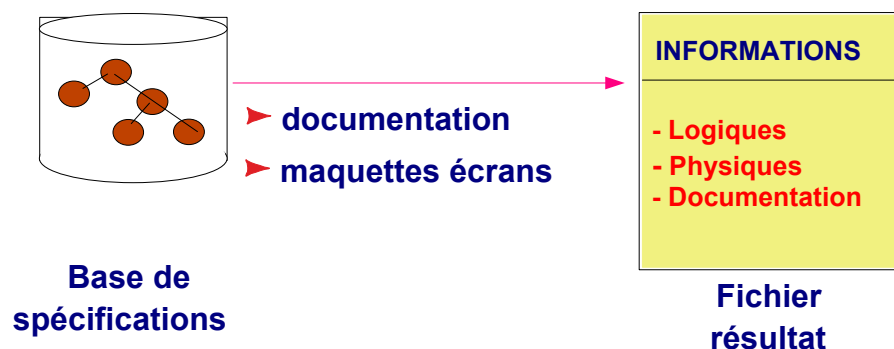 INFORMATIONS
➤ documentation
➤ maquettes écrans
- Logiques
- Physiques
- Documentation
Base de
spécifications
Fichier
résultat